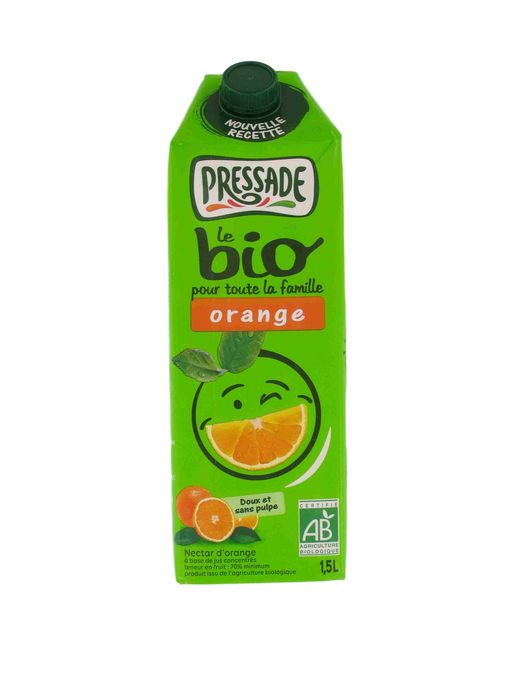 NOUVELLE
RECETTE
PRESSADE
le
bio
pour toute la famille
orange
Doux et
sans pulpe
CERTIFIÉ
AB
AGRICULTURE
BIOLOGIQUE
Nectar d'orange
à base de jus concentrés
teneur en fruit : 70% minimum
produit issu de l'agriculture biologique
1,5L